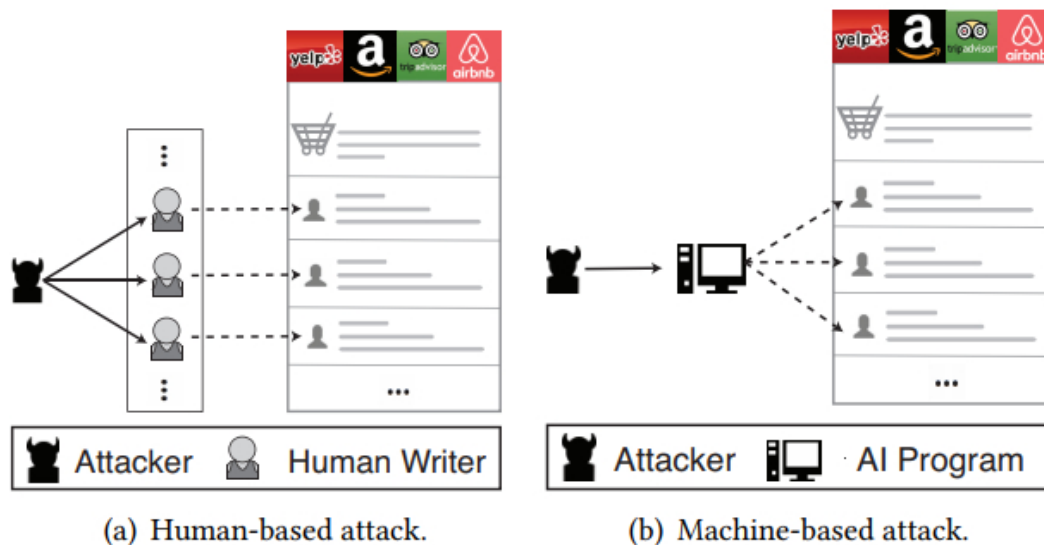 yelp
a
tripadvisor
airbnb
...
...
...
Attacker
Human Writer
(a) Human-based attack.
yelp
a
tripadvisor
airbnb
...
Attacker
AI Program
(b) Machine-based attack.